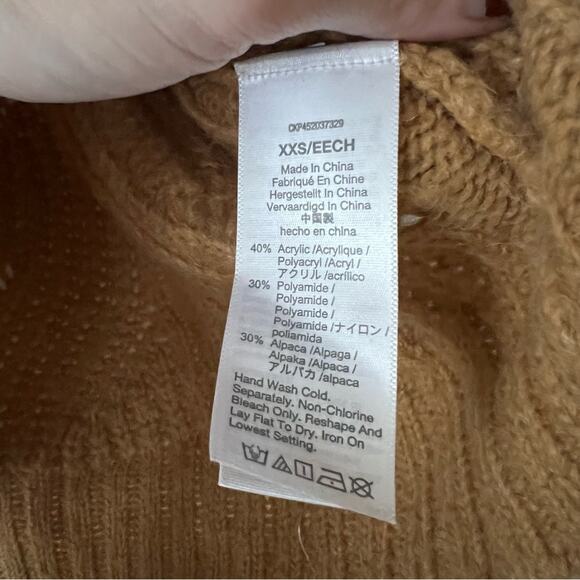 CKP452037329
XXS/EECH
Made In China
Fabriqué En Chine
Hergestellt In China
Vervaardigd In China
中国製
hecho en china
40% Acrylic /Acrylique /
Polyacryl /Acryl /
アクリル /acrílico
30% Polyamide /
Polyamide /
Polyamide /
Polyamide /ナイロン /
poliamida
30% Alpaca /Alpaga /
Alpaka /Alpaca /
アルパカ /alpaca
Hand Wash Cold.
Separately. Non-Chlorine
Bleach Only. Reshape And
Lay Flat To Dry. Iron On
Lowest Setting.